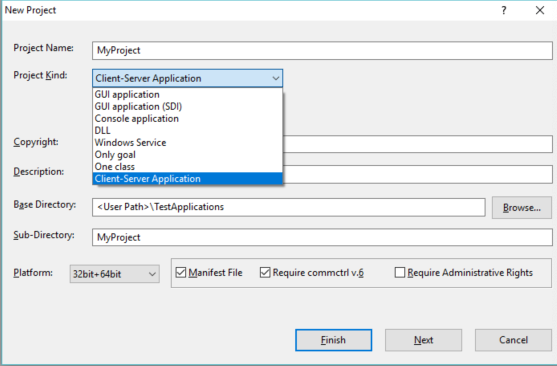 New Project
Project Name: MyProject
Project Kind: Client-Server Application
GUI application
GUI application (SDI)
Console application
DLL
Windows Service
Only goal
One class
Client-Server Application
Copyright:
Description:
Base Directory: <User Path>\TestApplications Browse...
Sub-Directory: MyProject
Platform: 32bit+64bit Manifest File Require commctrl v.6 Require Administrative Rights
Finish Next Cancel